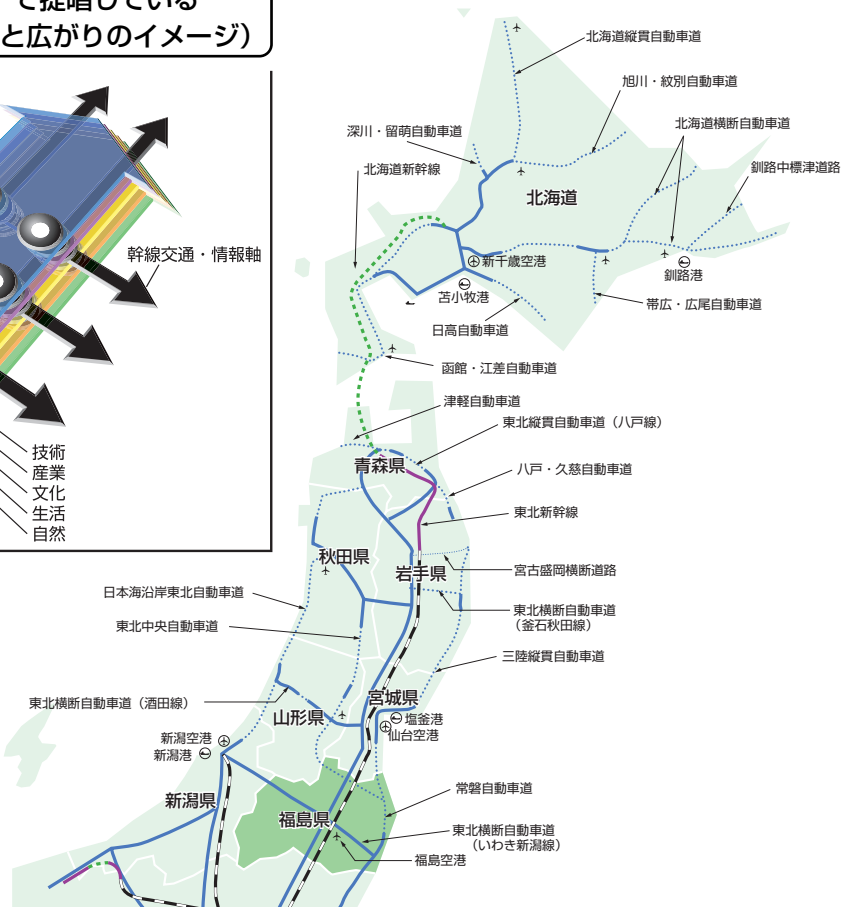 で提唱している
と広がりのイメージ)
幹線交通・情報軸
技術
産業
文化
生活
自然
北海道縦貫自動車道
旭川・紋別自動車道
深川・留萌自動車道
北海道横断自動車道
北海道新幹線
釧路中標津道路
北海道
新千歳空港
釧路港
苫小牧港
帯広・広尾自動車道
日高自動車道
函館・江差自動車道
津軽自動車道
東北縦貫自動車道(八戸線)
青森県
八戸・久慈自動車道
東北新幹線
秋田県
岩手県
宮古盛岡横断道路
日本海沿岸東北自動車道
東北横断自動車道
(釜石秋田線)
東北中央自動車道
三陸縦貫自動車道
東北横断自動車道(酒田線)
宮城県
山形県
塩釜港
仙台空港
新潟空港
新潟港
常磐自動車道
新潟県
福島県
東北横断自動車道
(いわき新潟線)
福島空港